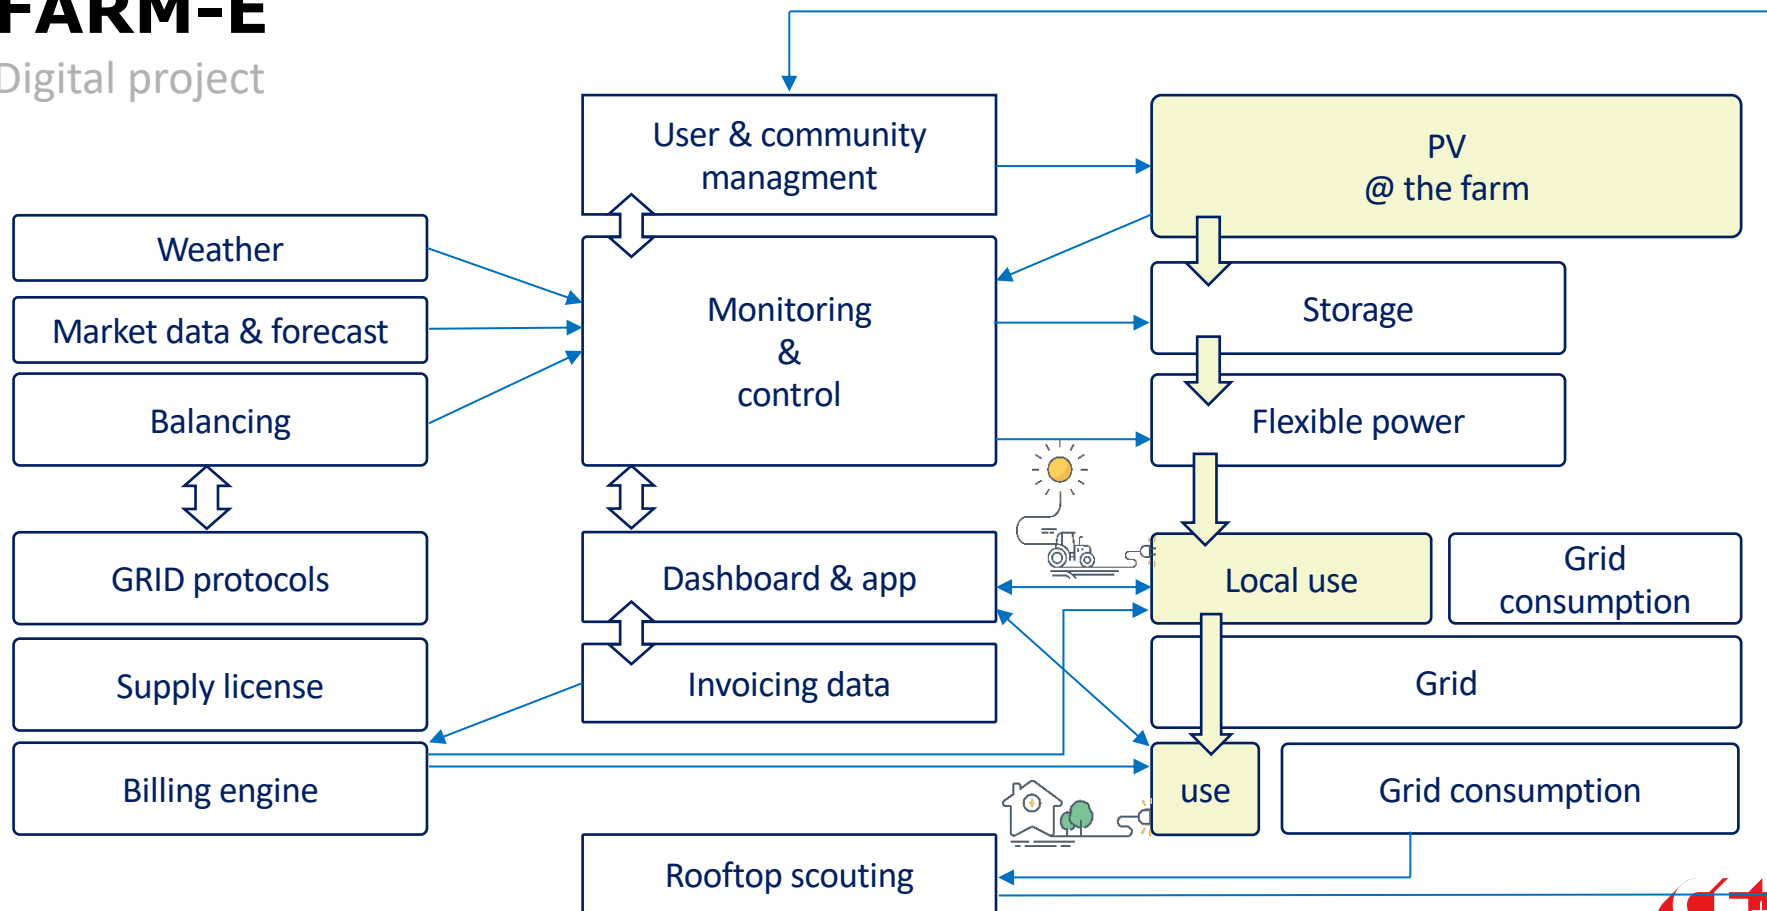 FARM-E
Digital project
User & community
managment
PV
@ the farm
Weather
Market data & forecast
Balancing
Monitoring
&
control
Storage
Flexible power
GRID protocols
Dashboard & app
Local use
Grid
consumption
Supply license
Invoicing data
Grid
Billing engine
use
Grid consumption
Rooftop scouting